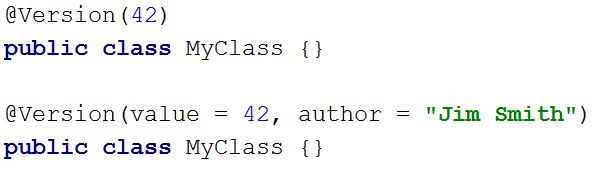 @Version(42)
public class MyClass {}
@Version(value = 42, author = "Jim Smith")
public class MyClass {}